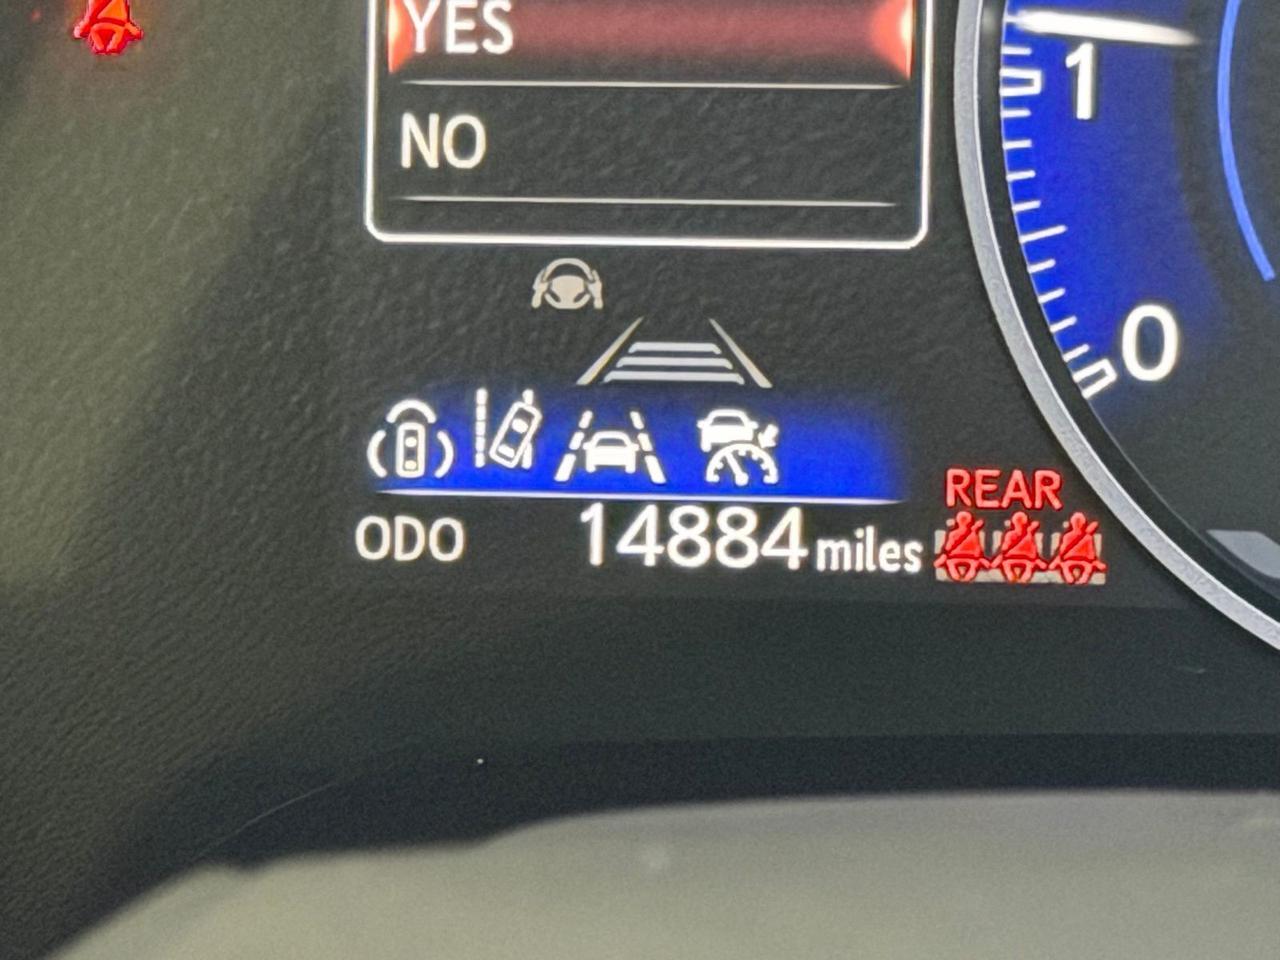 YES
NO
1
0
REAR
ODO 14884 miles